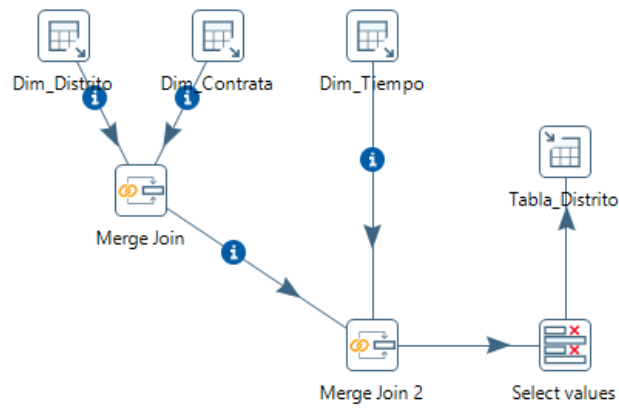 Dim_Distrito
Dim_Contrata
Dim_Tiempo
Tabla_Distrito
Merge Join
Merge Join 2
Select values